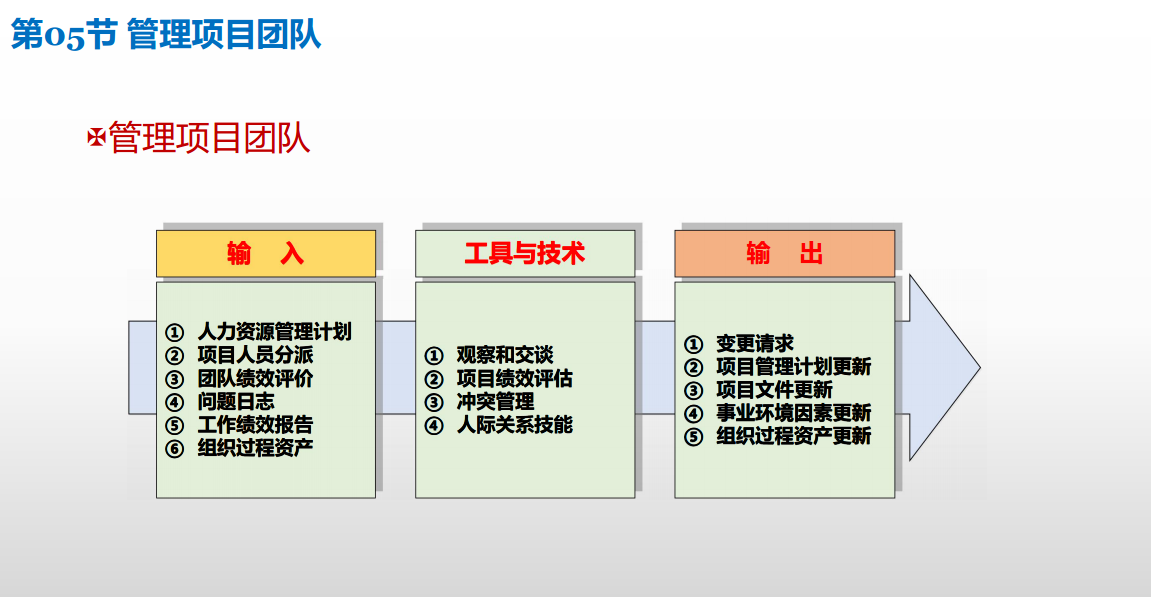 第05节 管理项目团队
✠管理项目团队
输 入
① 人力资源管理计划
② 项目人员分派
③ 团队绩效评价
④ 问题日志
⑤ 工作绩效报告
⑥ 组织过程资产
工具与技术
① 观察和交谈
② 项目绩效评估
③ 冲突管理
④ 人际关系技能
输 出
① 变更请求
② 项目管理计划更新
③ 项目文件更新
④ 事业环境因素更新
⑤ 组织过程资产更新